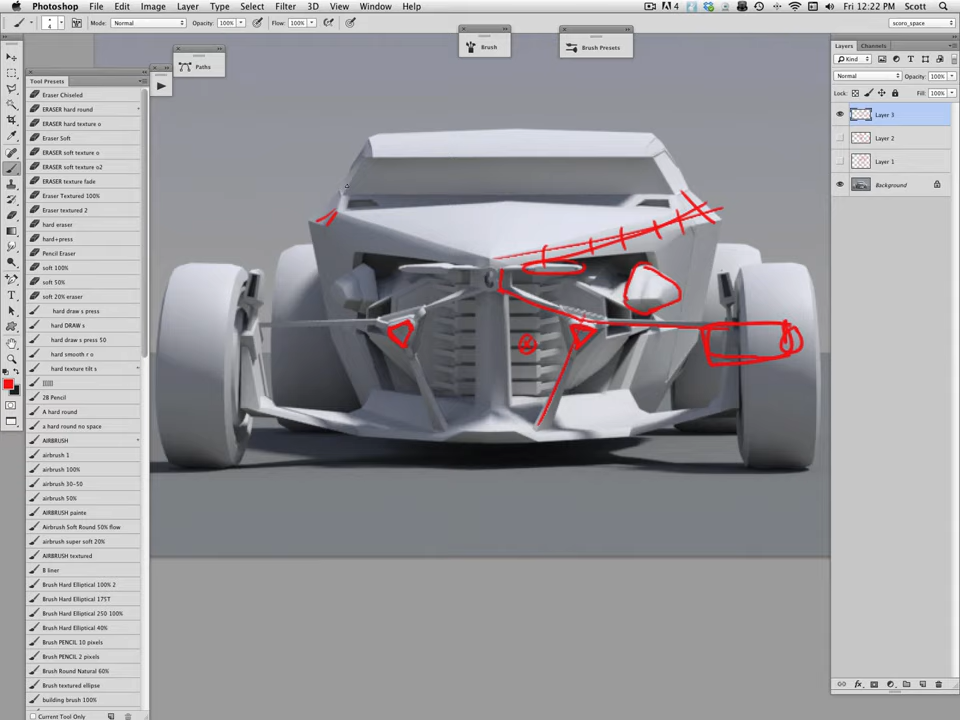 Photoshop File Edit Image Layer Type Select Filter 3D View Window Help 4 Fri 12:22 PM Scott
4 Mode: Normal Opacity: 100% Flow: 100% scoro_space
Brush
Brush Presets
Paths
Tool Presets
Eraser Chiseled
ERASER hard round
ERASER hard texture o
Eraser Soft
ERASER soft texture o
ERASER soft texture o2
ERASER texture fade
Eraser Textured 100%
Eraser textured 2
hard eraser
hard+press
Pencil Eraser
soft 100%
soft 50%
soft 20% eraser
hard draw s press
hard DRAW s
hard draw s press 50
hard smooth r o
hard texture tilt s
]]]]]]
2B Pencil
A hard round
a hard round no space
AIRBRUSH
airbrush 1
airbrush 100%
airbrush 30-50
airbrush 50%
AIRBRUSH painte
Airbrush Soft Round 50% flow
airbrush super soft 20%
AIRBRUSH textured
B liner
Brush Hard Elliptical 100% 2
Brush Hard Elliptical 175T
Brush Hard Elliptical 250 100%
Brush Hard Elliptical 40%
Brush PENCIL 10 pixels
Brush PENCIL 2 pixels
Brush Round Natural 60%
Brush textured ellipse
building brush 100%
Current Tool Only
Layers Channels
Kind
Normal Opacity: 100%
Lock: Fill: 100%
Layer 3
Layer 2
Layer 1
Background